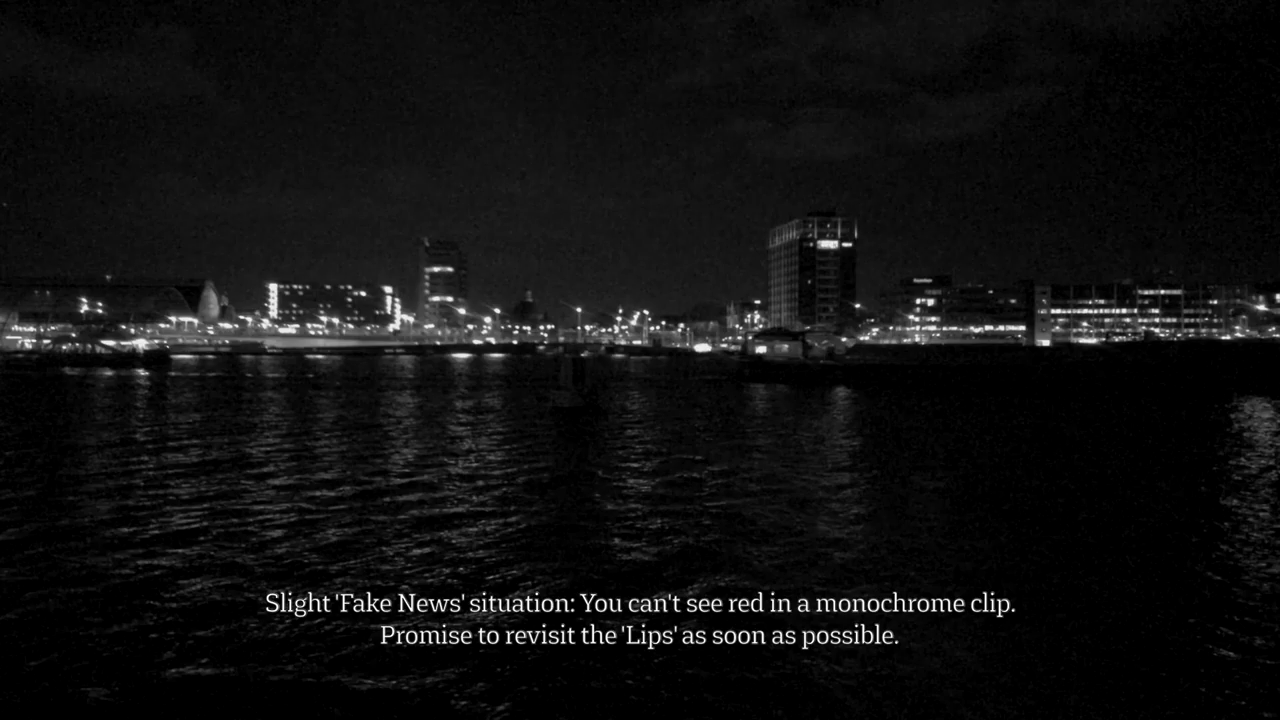 Slight 'Fake News' situation: You can't see red in a monochrome clip.
Promise to revisit the 'Lips' as soon as possible.